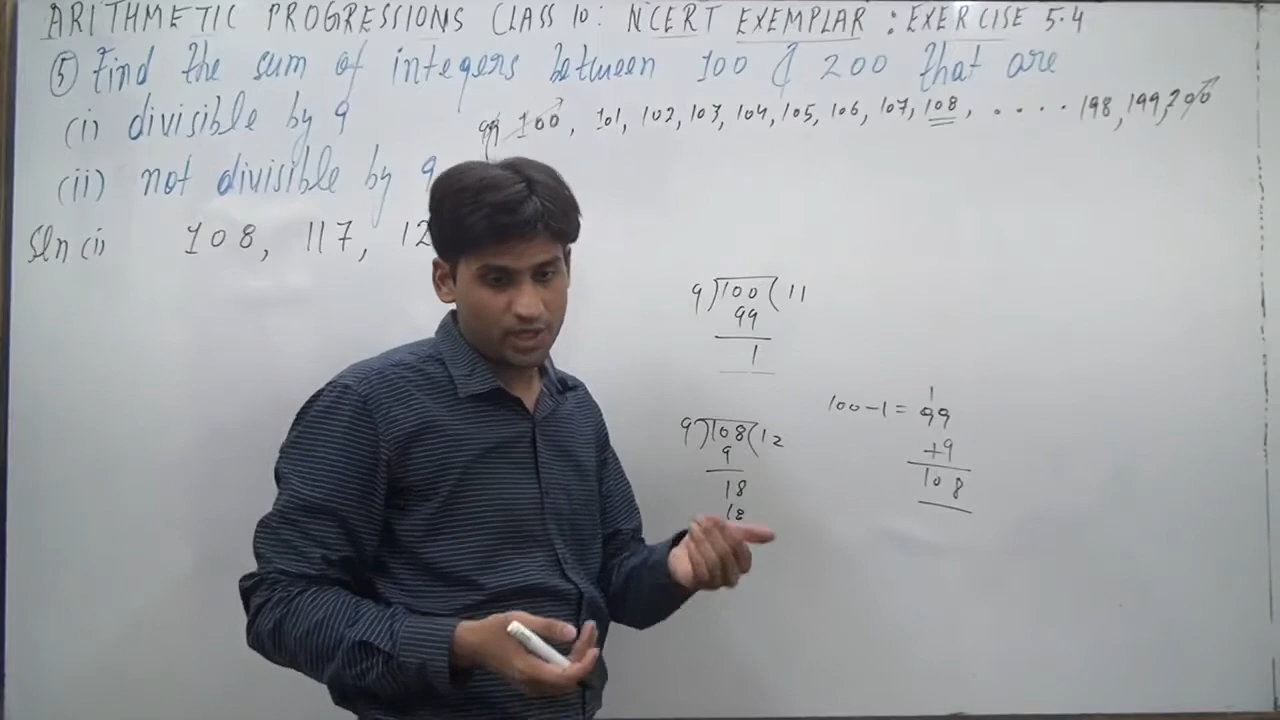 ARITHMETIC PROGRESSIONS CLASS 10: NCERT EXEMPLAR : EXERCISE 5.4
⑤ Find the sum of integers between 100 & 200 that are
(i) divisible by 9
99 100, 101, 102, 103, 104, 105, 106, 107, 108, ..... 198, 199, 200
(ii) not divisible by 9
Sln (i) 108, 117, 12
9)100(11
99
1
9)108(12
9
18
18
100-1=99
1
+9
108